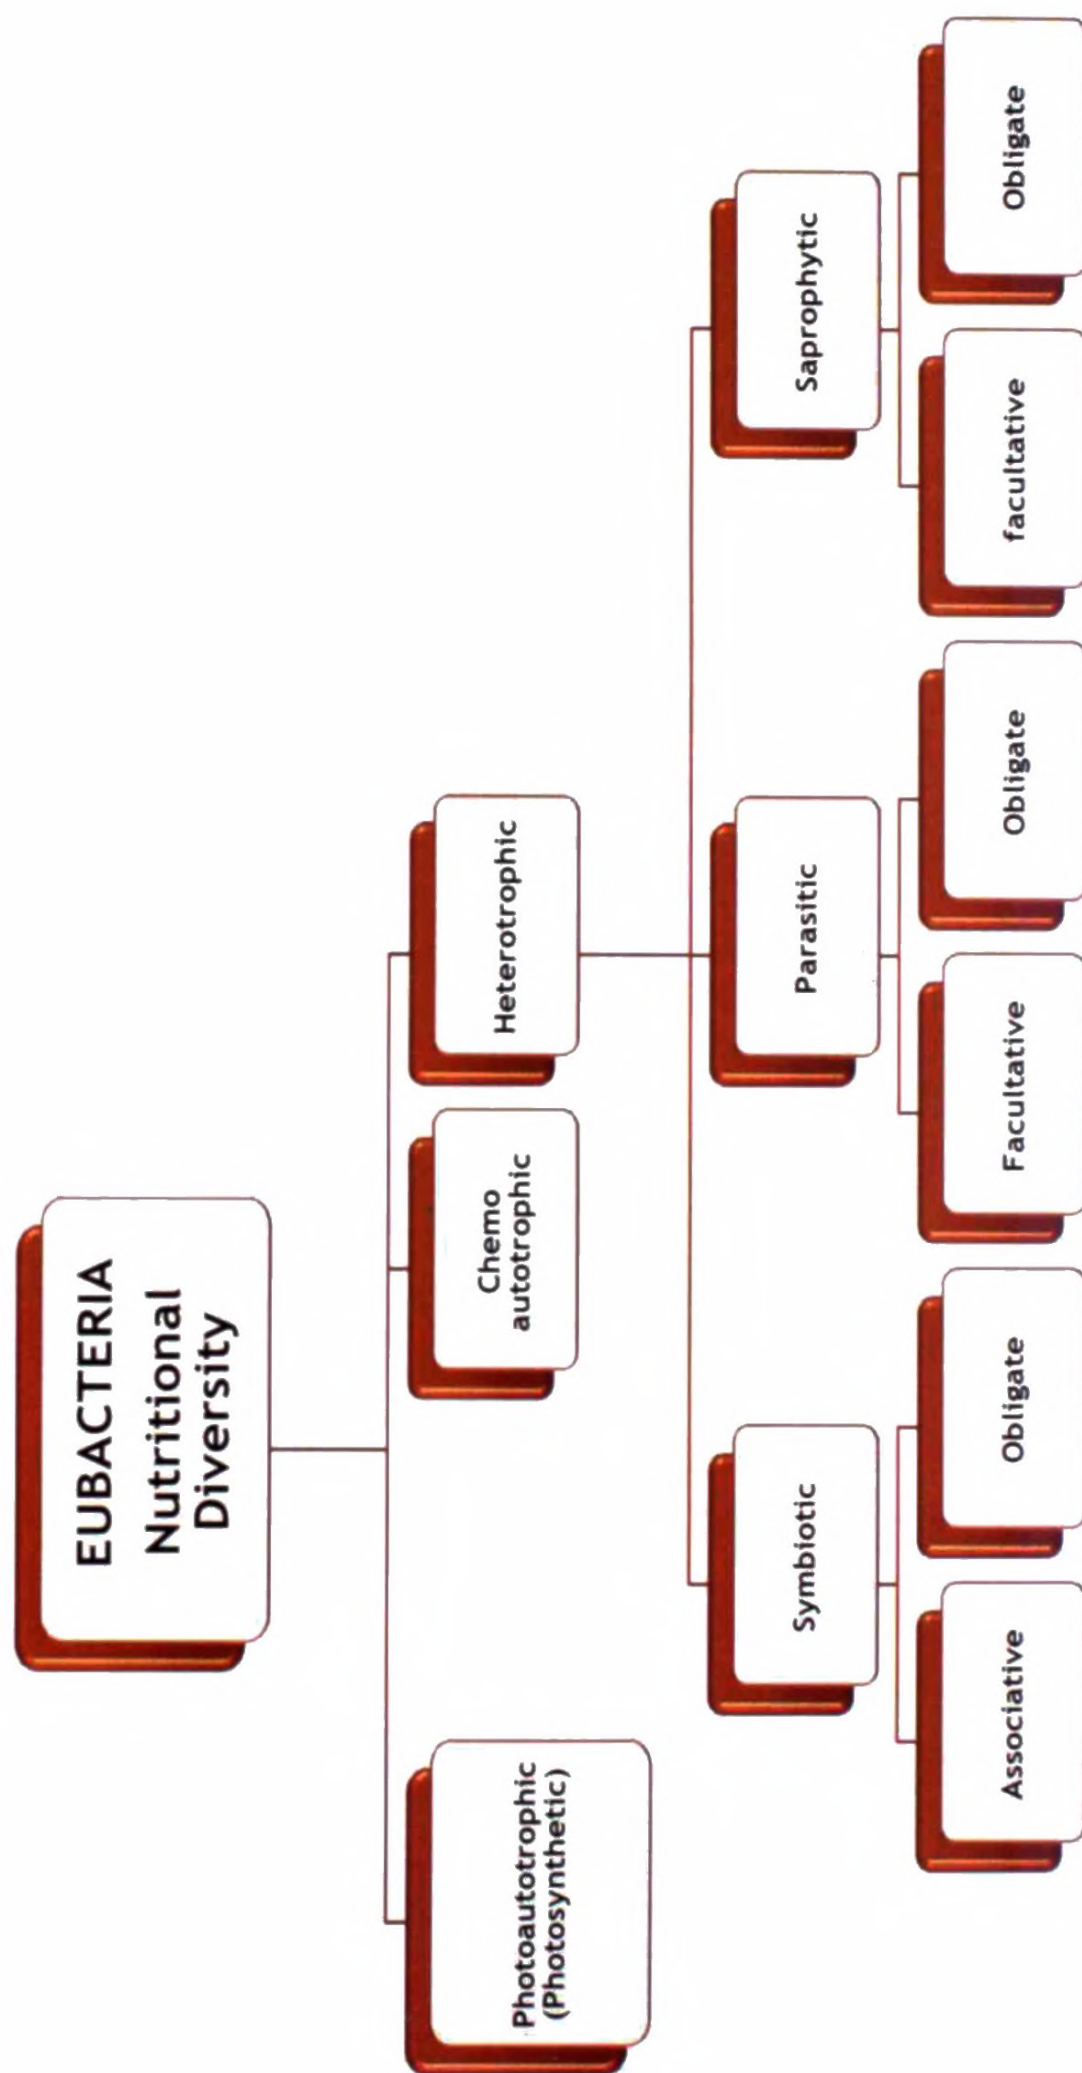 EUBACTERIA
Nutritional
Diversity
Photoautotrophic
(Photosynthetic)
Chemo
autotrophic
Heterotrophic
Symbiotic
Parasitic
Saprophytic
Associative
Obligate
Facultative
Obligate
facultative
Obligate